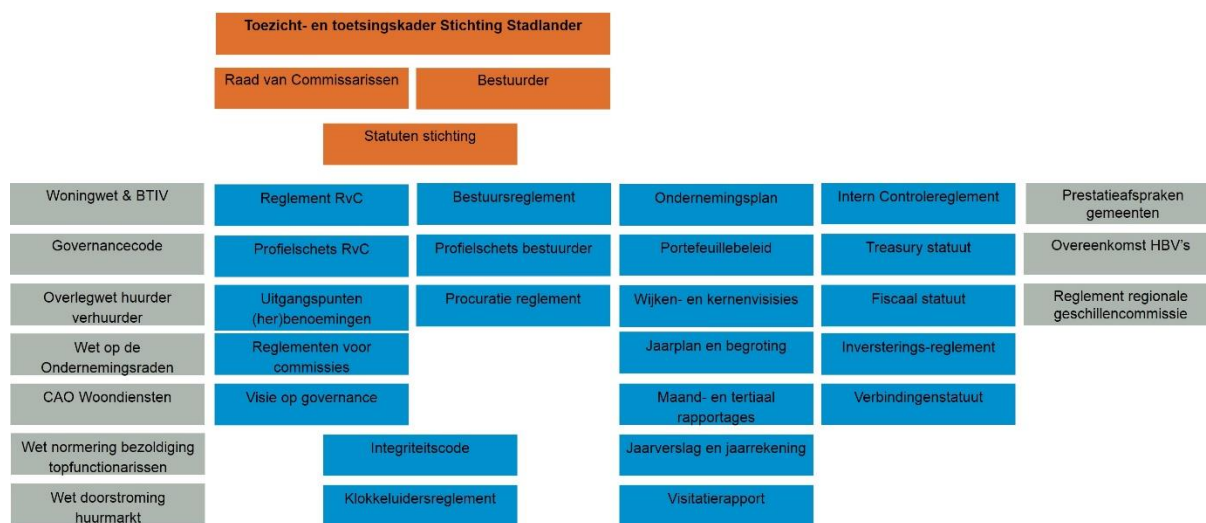 Toezicht- en toetsingskader Stichting Stadlander
Raad van Commissarissen
Bestuurder
Statuten stichting
Woningwet & BTIV
Reglement RvC
Bestuursreglement
Ondernemingsplan
Intern Controlereglement
Prestatieafspraken
gemeenten
Governancecode
Profielschets RvC
Profielschets bestuurder
Portefeuillebeleid
Treasury statuut
Overeenkomst HBV's
Overlegwet huurder
verhuurder
Uitgangspunten
(her)benoemingen
Procuratie reglement
Wijken- en kernenvisisies
Fiscaal statuut
Reglement regionale
geschillencommissie
Wet op de
Ondernemingsraden
Reglementen voor
commissies
Jaarplan en begroting
Inversterings-reglement
CAO Woondiensten
Visie op governance
Maand- en tertiaal
rapportages
Verbindingenstatuut
Wet normering bezoldiging
topfunctionarissen
Integriteitscode
Jaarverslag en jaarrekening
Wet doorstroming
huurmarkt
Klokkeluidersreglement
Visitatierapport